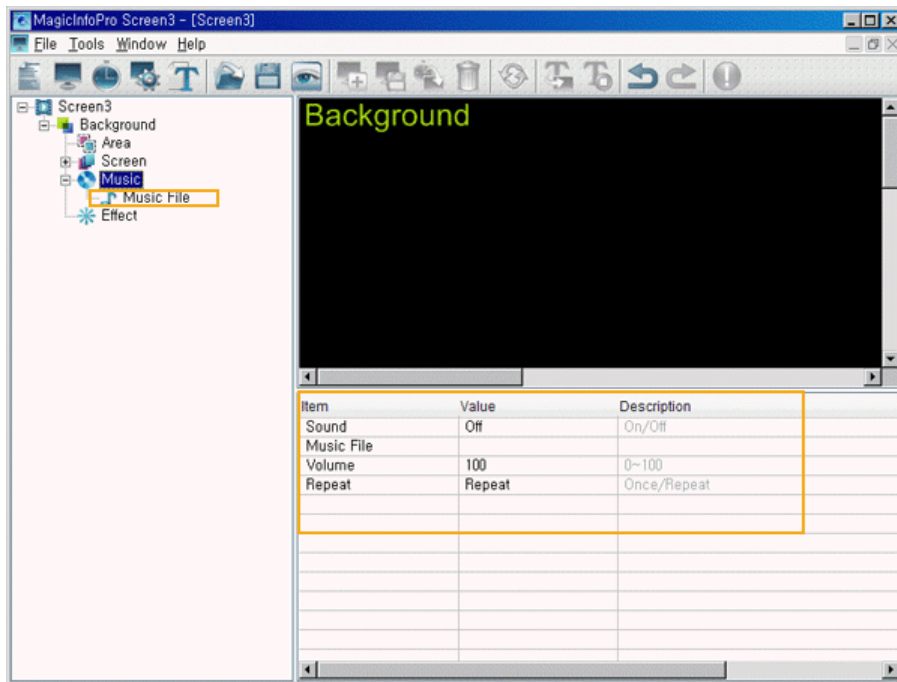 MagicInfoPro Screen3 - [Screen3]
File Tools Window Help
Screen3
Background
Area
Screen
Music
Music File
Effect
Background
Item Value Description
Sound Off On/Off
Music File
Volume 100 0~100
Repeat Repeat Once/Repeat